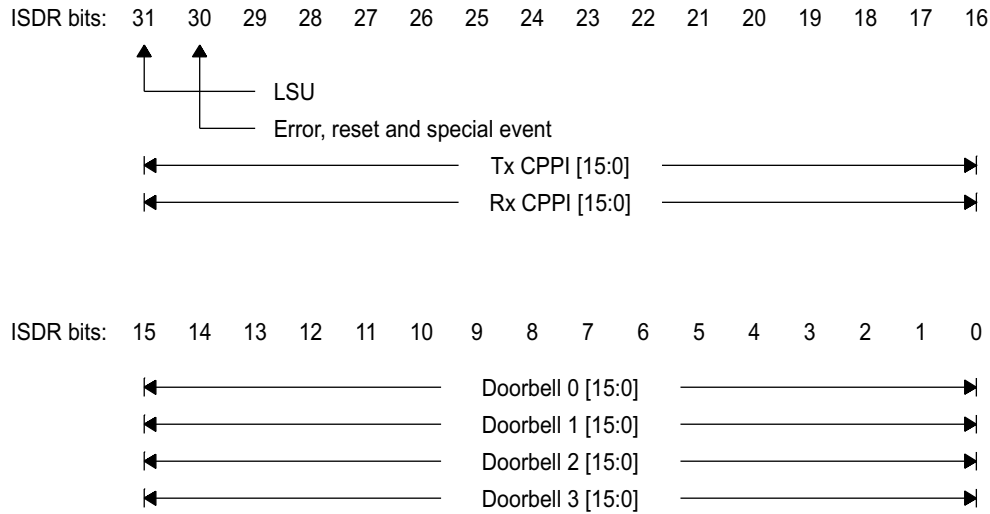 ISDR bits: 31 30 29 28 27 26 25 24 23 22 21 20 19 18 17 16
LSU
Error, reset and special event
Tx CPPI [15:0]
Rx CPPI [15:0]
ISDR bits: 15 14 13 12 11 10 9 8 7 6 5 4 3 2 1 0
Doorbell 0 [15:0]
Doorbell 1 [15:0]
Doorbell 2 [15:0]
Doorbell 3 [15:0]